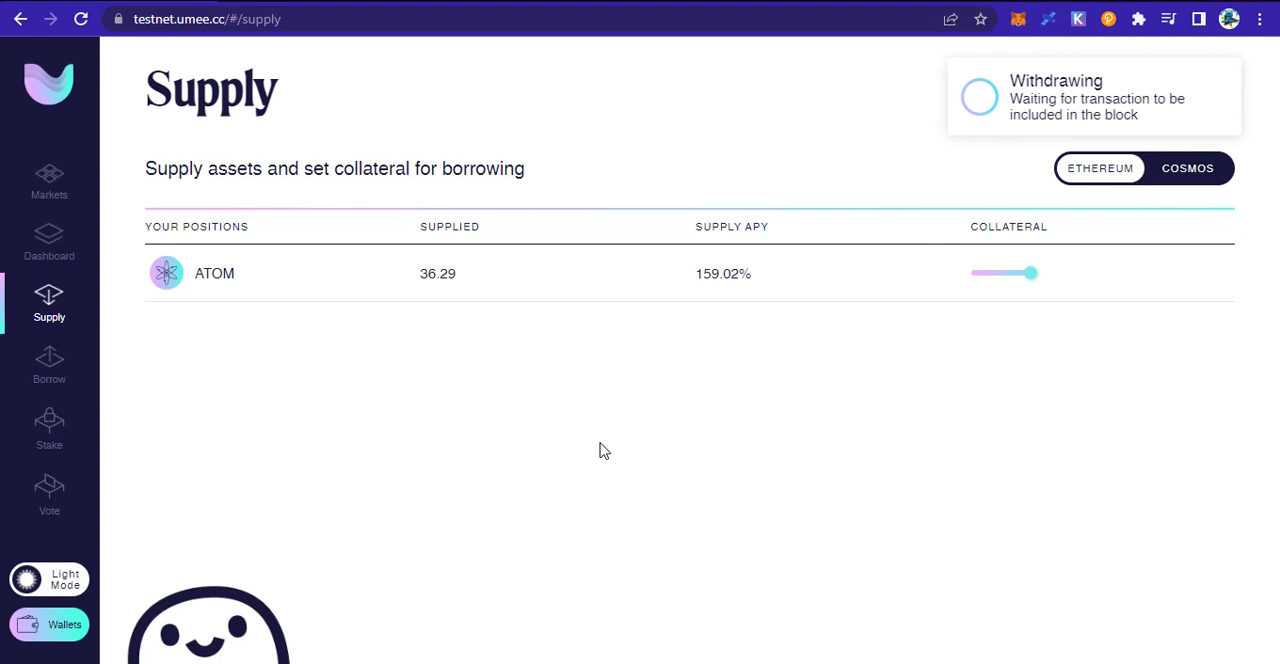 testnet.umee.cc/#/supply
Supply
Withdrawing
Waiting for transaction to be
included in the block
Supply assets and set collateral for borrowing
ETHEREUM COSMOS
YOUR POSITIONS SUPPLIED SUPPLY APY COLLATERAL
ATOM 36.29 159.02%
Markets
Dashboard
Supply
Borrow
Stake
Vote
Light
Mode
Wallets